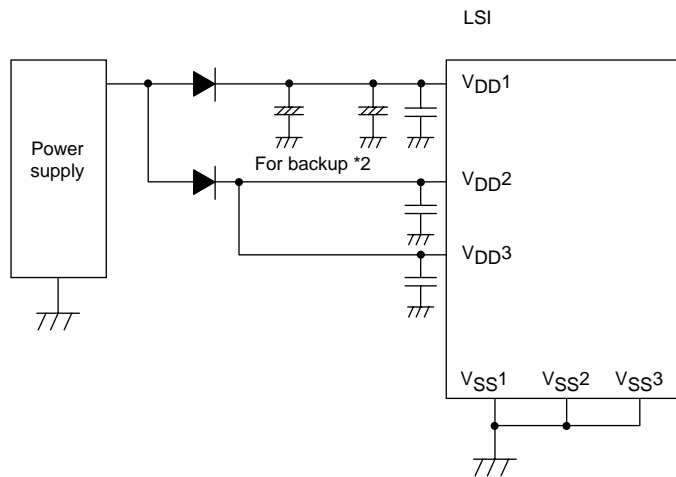 LSI
VDD1
Power
supply
For backup *2
VDD2
VDD3
VSS1 VSS2 VSS3